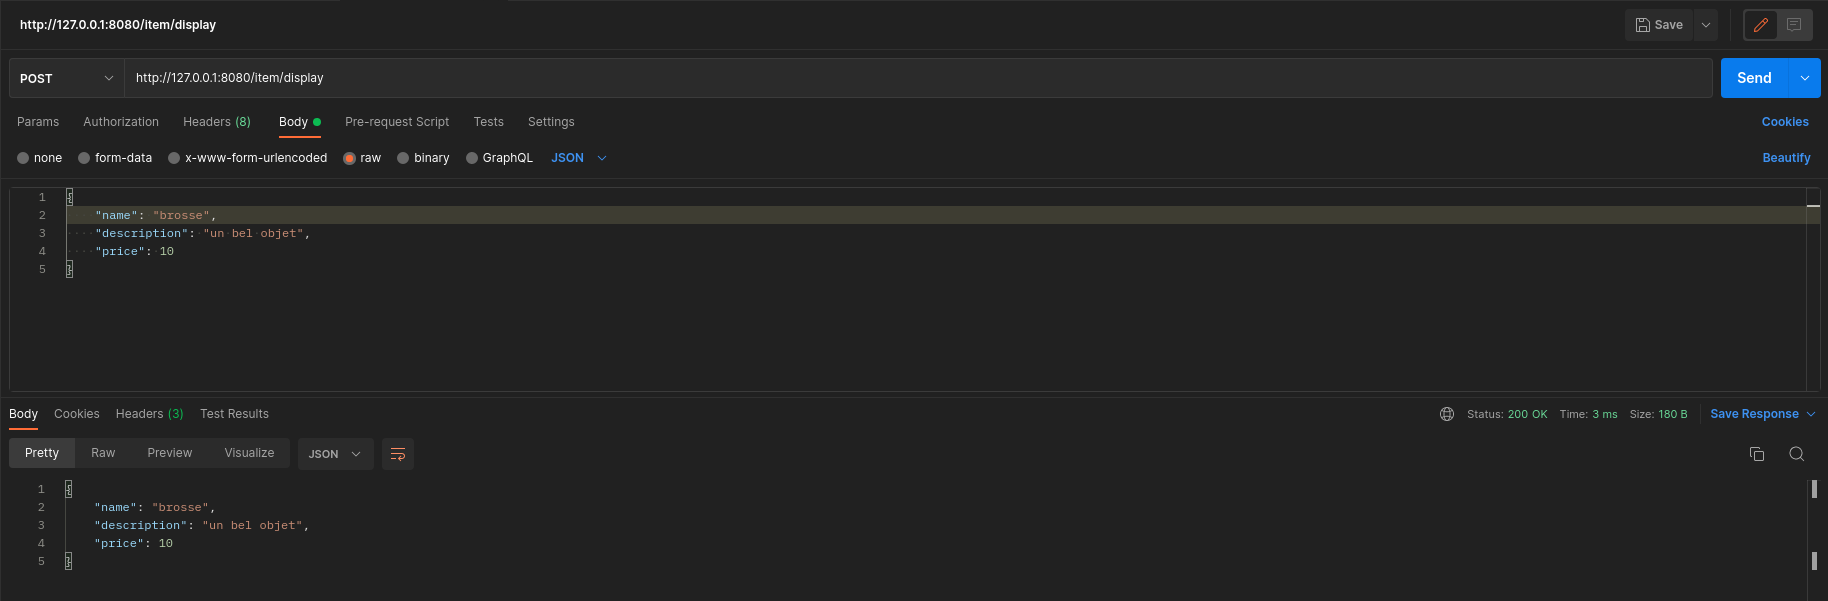 http://127.0.0.1:8080/item/display
Save
POST http://127.0.0.1:8080/item/display Send
Params Authorization Headers (8) Body Pre-request Script Tests Settings Cookies
none form-data x-www-form-urlencoded raw binary GraphQL JSON Beautify
1 {
2 "name": "brosse",
3 "description": "un bel objet",
4 "price": 10
5 }
Body Cookies Headers (3) Test Results Status: 200 OK Time: 3 ms Size: 180 B Save Response
Pretty Raw Preview Visualize JSON
1 {
2 "name": "brosse",
3 "description": "un bel objet",
4 "price": 10
5 }